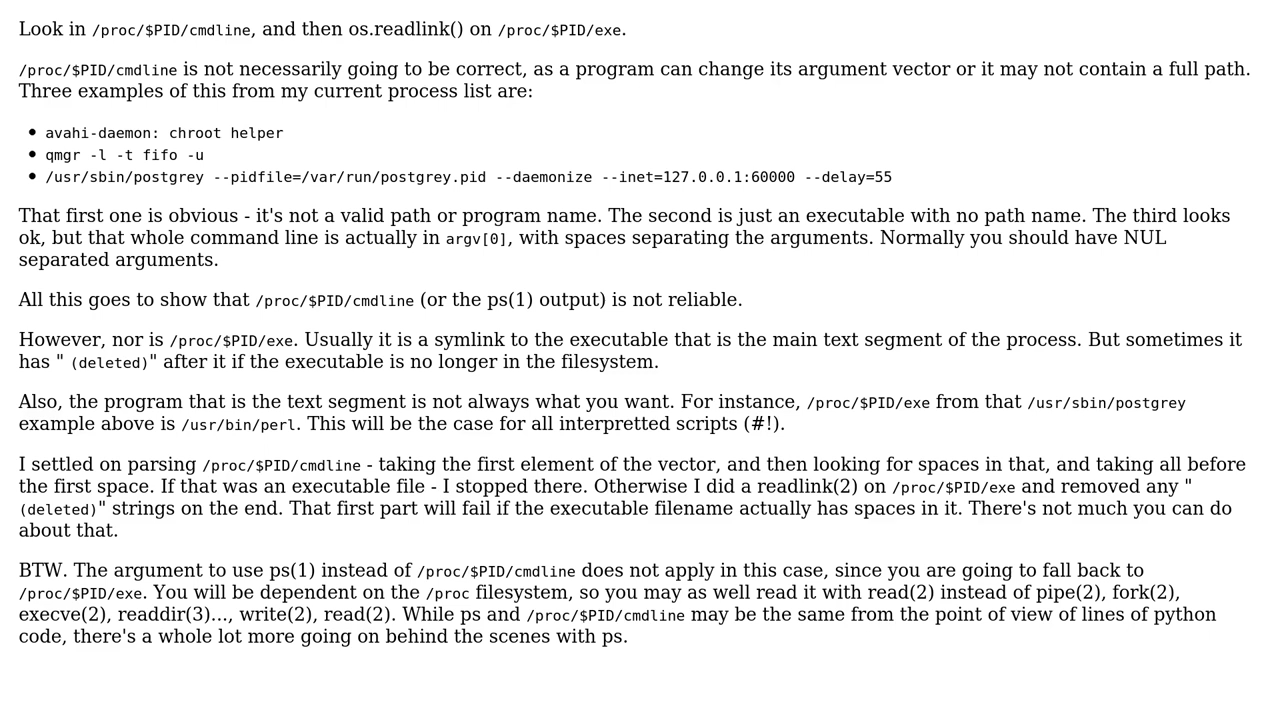 Look in /proc/$PID/cmdline, and then os.readlink() on /proc/$PID/exe.
/proc/$PID/cmdline is not necessarily going to be correct, as a program can change its argument vector or it may not contain a full path.
Three examples of this from my current process list are:
• avahi-daemon: chroot helper
• qmgr -l -t fifo -u
• /usr/sbin/postgrey --pidfile=/var/run/postgrey.pid --daemonize --inet=127.0.0.1:60000 --delay=55
That first one is obvious - it's not a valid path or program name. The second is just an executable with no path name. The third looks
ok, but that whole command line is actually in argv[0], with spaces separating the arguments. Normally you should have NUL
separated arguments.
All this goes to show that /proc/$PID/cmdline (or the ps(1) output) is not reliable.
However, nor is /proc/$PID/exe. Usually it is a symlink to the executable that is the main text segment of the process. But sometimes it
has " (deleted)" after it if the executable is no longer in the filesystem.
Also, the program that is the text segment is not always what you want. For instance, /proc/$PID/exe from that /usr/sbin/postgrey
example above is /usr/bin/perl. This will be the case for all interpretted scripts (#!).
I settled on parsing /proc/$PID/cmdline - taking the first element of the vector, and then looking for spaces in that, and taking all before
the first space. If that was an executable file - I stopped there. Otherwise I did a readlink(2) on /proc/$PID/exe and removed any "
(deleted)" strings on the end. That first part will fail if the executable filename actually has spaces in it. There's not much you can do
about that.
BTW. The argument to use ps(1) instead of /proc/$PID/cmdline does not apply in this case, since you are going to fall back to
/proc/$PID/exe. You will be dependent on the /proc filesystem, so you may as well read it with read(2) instead of pipe(2), fork(2),
execve(2), readdir(3)..., write(2), read(2). While ps and /proc/$PID/cmdline may be the same from the point of view of lines of python
code, there's a whole lot more going on behind the scenes with ps.